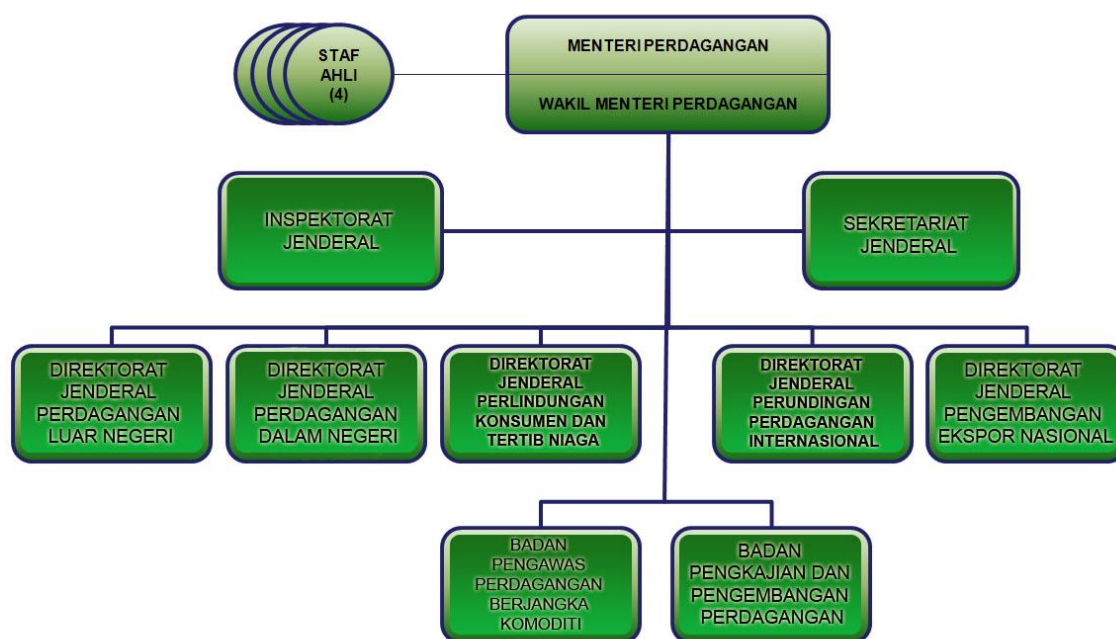 STAF
AHLI
(4)
MENTERI PERDAGANGAN
WAKIL MENTERI PERDAGANGAN
INSPEKTORAT
JENDERAL
SEKRETARIAT
JENDERAL
DIREKTORAT
JENDERAL
PERDAGANGAN
LUAR NEGERI
DIREKTORAT
JENDERAL
PERDAGANGAN
DALAM NEGERI
DIREKTORAT
JENDERAL
PERLINDUNGAN
KONSUMEN DAN
TERTIB NIAGA
DIREKTORAT
JENDERAL
PERUNDINGAN
PERDAGANGAN
INTERNASIONAL
DIREKTORAT
JENDERAL
PENGEMBANGAN
EKSPOR NASIONAL
BADAN
PENGAWAS
PERDAGANGAN
BERJANGKA
KOMODITI
BADAN
PENGKAJIAN DAN
PENGEMBANGAN
PERDAGANGAN